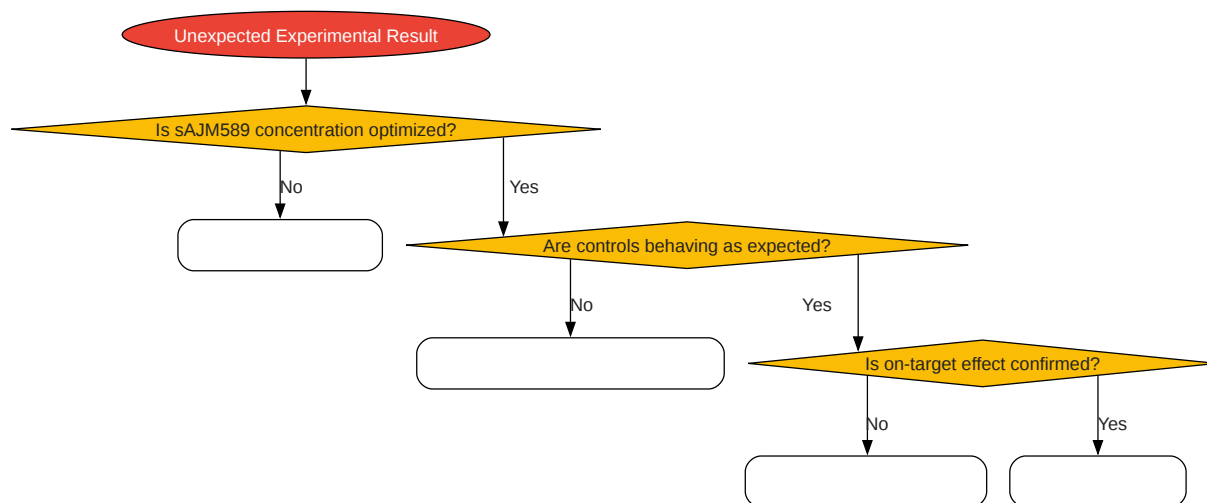 Unexpected Experimental Result
Is sAJM589 concentration optimized?
No
Yes
Are controls behaving as expected?
No
Yes
Is on-target effect confirmed?
No
Yes